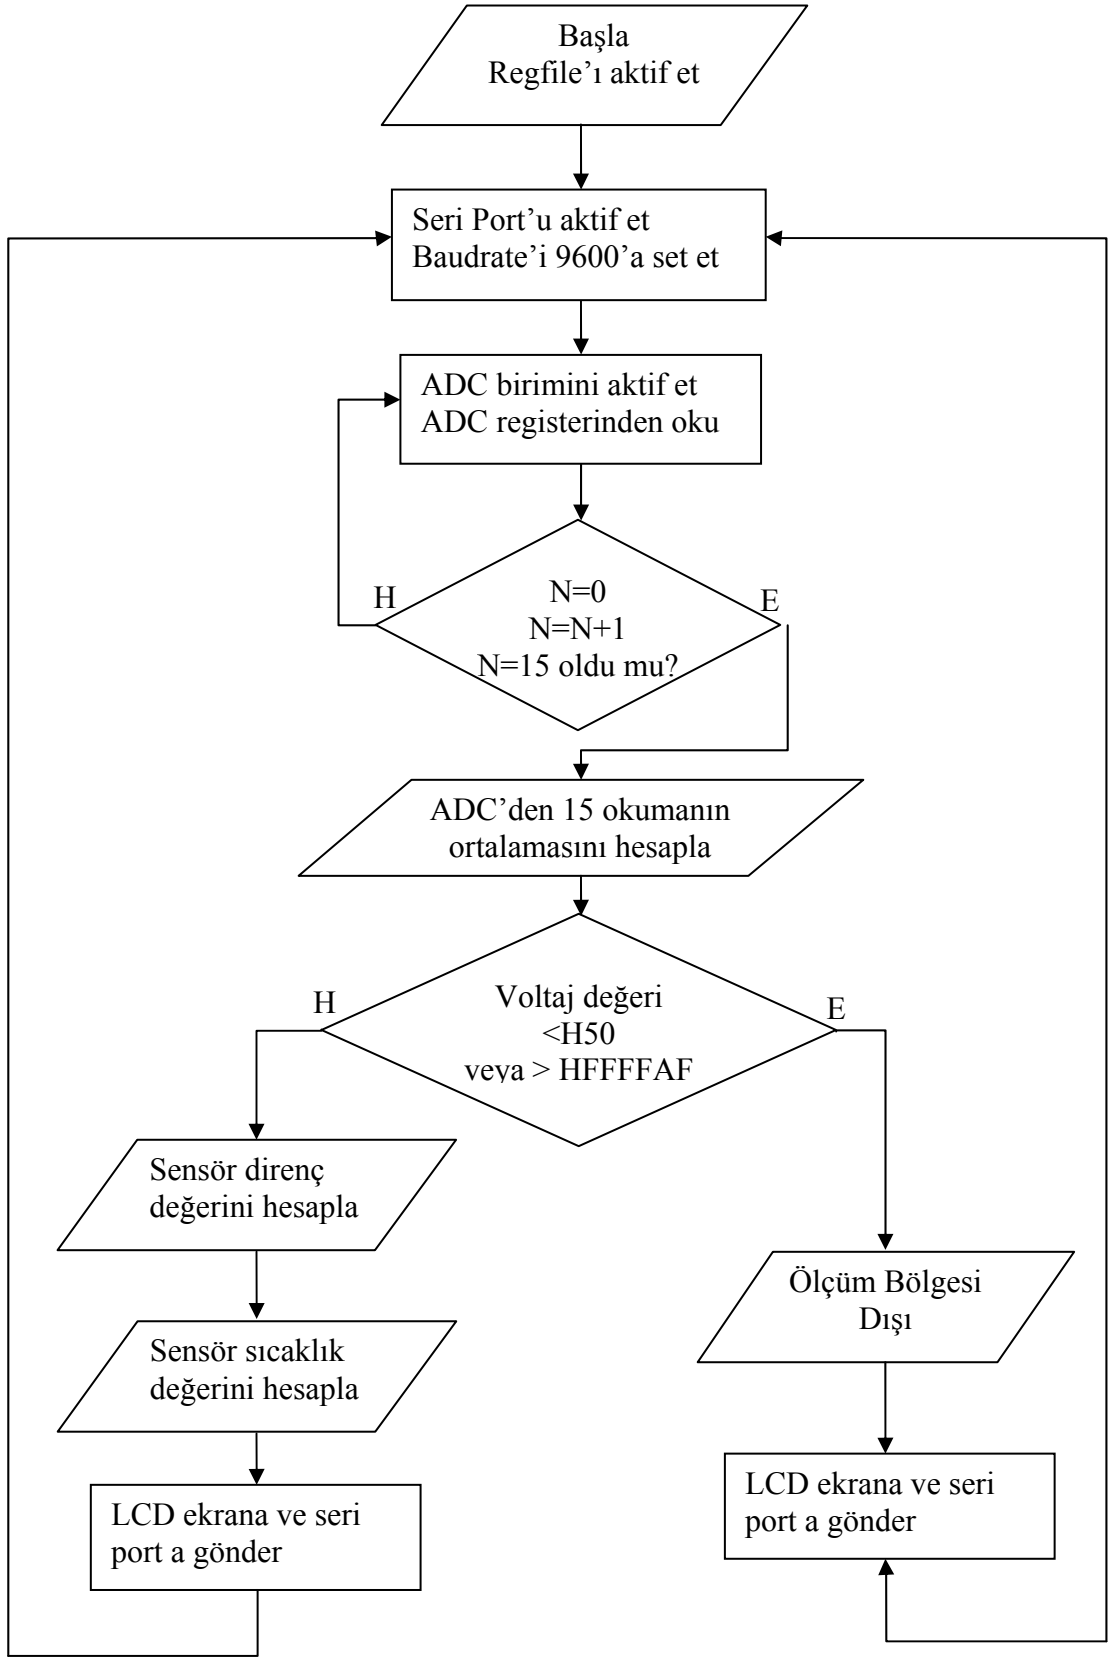 Başla
Regfile’ı aktif et
Seri Port’u aktif et
Baudrate’i 9600’a set et
ADC birimini aktif et
ADC registerinden oku
H
E
N=0
N=N+1
N=15 oldu mu?
ADC’den 15 okumanın
ortalamasını hesapla
H
E
Voltaj değeri
<H50
veya > HFFFFAF
Sensör direnç
değerini hesapla
Ölçüm Bölgesi
Dışı
Sensör sıcaklık
değerini hesapla
LCD ekrana ve seri
port a gönder
LCD ekrana ve seri
port a gönder